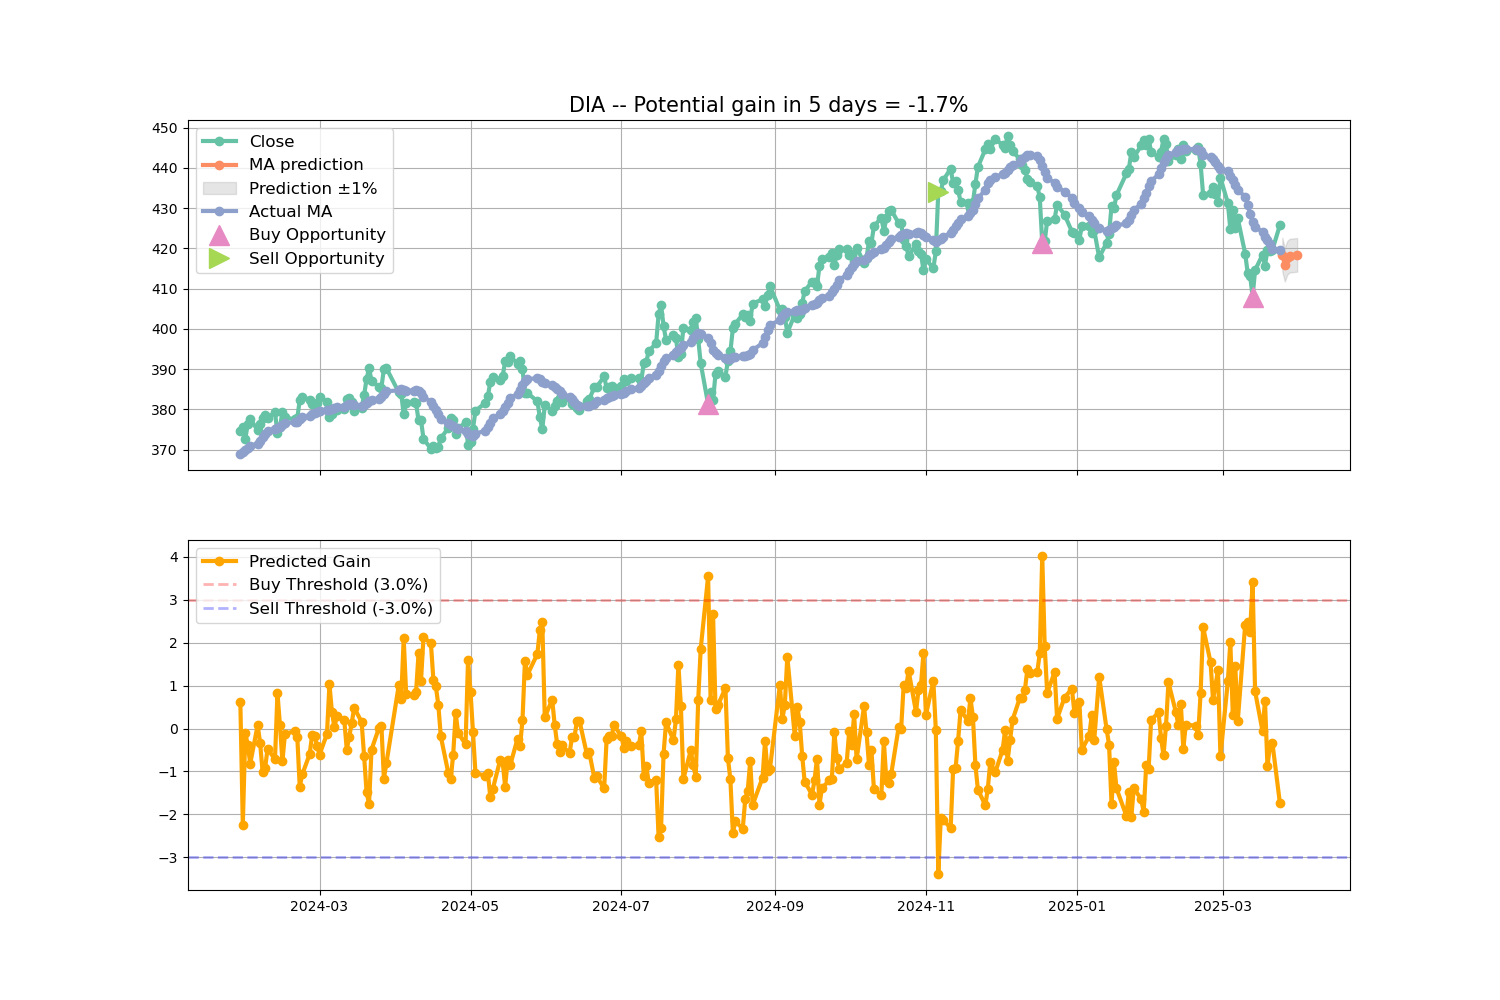 DIA -- Potential gain in 5 days = -1.7%
450
440
430
420
410
400
390
380
370
Close
MA prediction
Prediction ±1%
Actual MA
Buy Opportunity
Sell Opportunity
4
3
2
1
0
−1
−2
−3
Predicted Gain
Buy Threshold (3.0%)
Sell Threshold (-3.0%)
2024-03
2024-05
2024-07
2024-09
2024-11
2025-01
2025-03